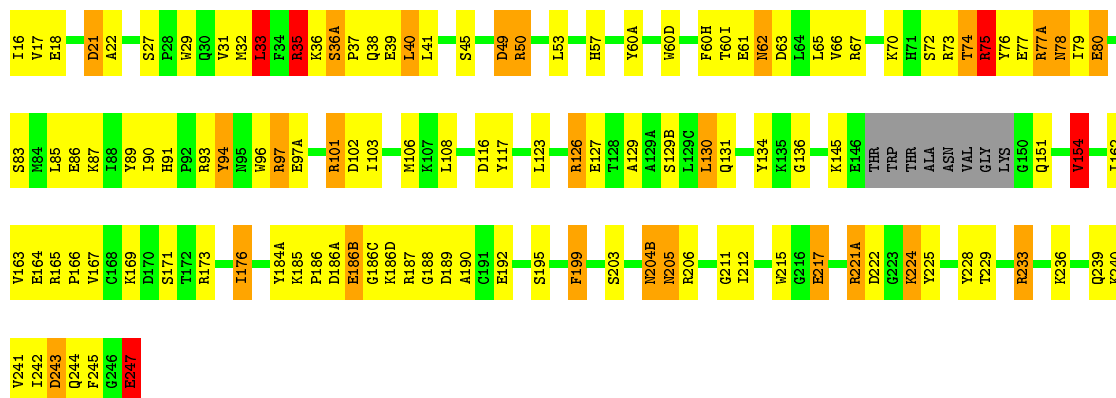 I16 V17 E18 D21 A22 S27 P28 W29 Q30 V31 M32 L33 F34 R35 K36 S36A P37 Q38 E39 L40 L41 S45 D49 R50 L53 H57 Y60A W60D F60H T60I E61 N62 D63 L64 L65 V66 R67 K70 H71 S72 R73 T74 R75 Y76 E77 R77A N78 I79 E80
S83 M84 L85 E86 K87 I88 Y89 I90 H91 P92 R93 Y94 N95 W96 R97 E97A R101 D102 I103 M106 K107 L108 D116 Y117 L123 R126 E127 T128 A129 A129A S129B L129C L130 Q131 Y134 K135 G136 K145 E146 THR TRP THR ALA ASN VAL GLY LYS G150 Q151 V154
V163 E164 R165 P166 V167 C168 K169 D170 S171 T172 R173 I176 Y184A K185 P186 D186A E186B G186C K186D R187 G188 D189 A190 C191 E192 S195 F199 S203 N204B N205 R206 G211 I212 W215 G216 E217 R221A D222 G223 K224 Y225 Y228 T229 R233 K236 Q239 K240
V241 I242 D243 Q244 F245 G246 E247